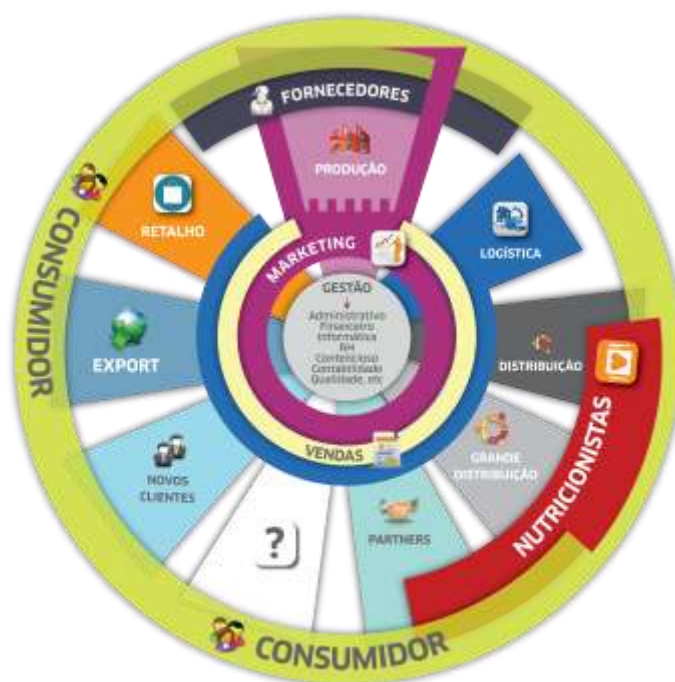 FORNECEDORES
PRODUÇÃO
CONSUMIDOR
RETALHO
LOGÍSTICA
MARKETING
GESTÃO
Administrativo
Financeiro
Informática
RH
Contencioso
Contabilidade
Qualidade, etc
EXPORT
DISTRIBUIÇÃO
VENDAS
NOVOS
CLIENTES
?
PARTNERS
GRANDE
DISTRIBUIÇÃO
NUTRICIONISTAS
CONSUMIDOR